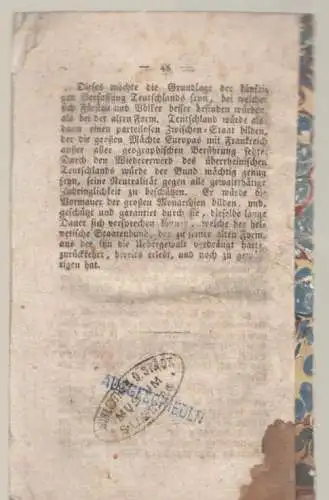 — 48 —
Dieses möchte die Grundlage der künfti-
gen Verfassung Teutschlands seyn, bei welcher
sich Fürsten und Völker besser befinden würden
als bei der alten Form. Teutschland würde als-
dann einen parteilosen Zwischen-Staat bilden,
der die großen Mächte Europas mit Frankreich
außer aller geographischen Berührung setzte.
Durch den Wiedererwerb des überrheinischen
Teutschlands würde der Bund mächtig genug
seyn, seine Neutralität gegen alle gewaltthätige
Zudringlichkeit zu beschützen. Er würde die
Vormauer der großen Monarchien bilden, und,
geschützt und garantirt durch sie, dieselbe lange
Dauer sich versprechen können, welche der hel-
vetische Staatenbund, der zu seiner alten Form,
aus der ihn die Uebergewalt verdrängt hatte,
zurückkehrt, bereits erlebt, und noch zu
hat.
D. STADT
MUSEUM
AUSGESCHIEDEN